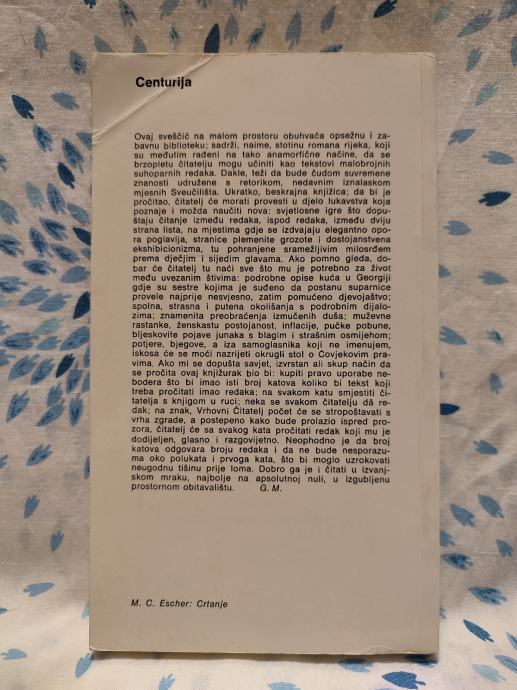 Centurija
Ovaj sveščić na malom prostoru obuhvaća opsežnu i za-
bavnu biblioteku; sadrži, naime, stotinu romana rijeka, koji
su međutim rađeni na tako anamorfične načine, da se
brzopletu čitatelju mogu učiniti kao tekstovi malobrojnih
suhoparnih redaka. Dakle, teži da bude čudom suvremene
znanosti udružene s retorikom, nedavnim iznalaskom
mjesnih Sveučilišta. Ukratko, beskrajna knjižica; da bi je
pročitao, čitatelj će morati provesti u djelo lukavstva koja
poznaje i možda naučiti nova: svjetlosne igre što dopu-
štaju čitanje između redaka, ispod redaka, između dviju
strana lista, na mjestima gdje se izdvajaju elegantno opo-
ra poglavlja, stranice plemenite grozote i dostojanstvena
ekshibicionizma, tu pohranjene sramežljivim milosrđem
prema dječjim i sijedim glavama. Ako pomno gleda, do-
bar će čitatelj tu naći sve što mu je potrebno za život
među uvezanim štivima: podrobne opise kuća u Georgiji
gdje su sestre kojima je suđeno da postanu suparnice
provele najprije nesvjesno, zatim pomućeno djevojaštvo;
spolna, strasna i putena okolišanja s podrobnim dijalo-
zima; znamenita preobraćenja izmučenih duša; muževne
rastanke, ženskastu postojanost, inflacije, pučke pobune,
bljeskovite pojave junaka s blagim i strašnim osmijehom;
potjere, bjegove, a iza samoglasnika koji ne imenujem,
iskosa će se moći nazrijeti okrugli stol o Čovjekovim pra-
vima. Ako mi se dopušta savjet, izvrstan ali skup način da
se pročita ovaj knjižurak bio bi: kupiti pravo uporabe ne-
bodera što bi imao isti broj katova koliko bi tekst koji
treba pročitati imao redaka; na svakom katu smjestiti či-
tatelja s knjigom u ruci; neka se svakom čitatelju dâ re-
dak; na znak, Vrhovni Čitatelj počet će se stropoštavati s
vrha zgrade, a postepeno kako bude prolazio ispred pro-
zora, čitatelj će sa svakog kata pročitati redak koji mu je
dodijeljen, glasno i razgovijetno. Neophodno je da broj
katova odgovara broju redaka i da ne bude nesporazu-
ma oko polukata i prvoga kata, što bi moglo uzrokovati
neugodnu tišinu prije loma. Dobro ga je i čitati u izvanj-
skom mraku, najbolje na apsolutnoj nuli, u izgubljenu
prostornom obitavalištu. G. M.
M. C. Escher: Crtanje